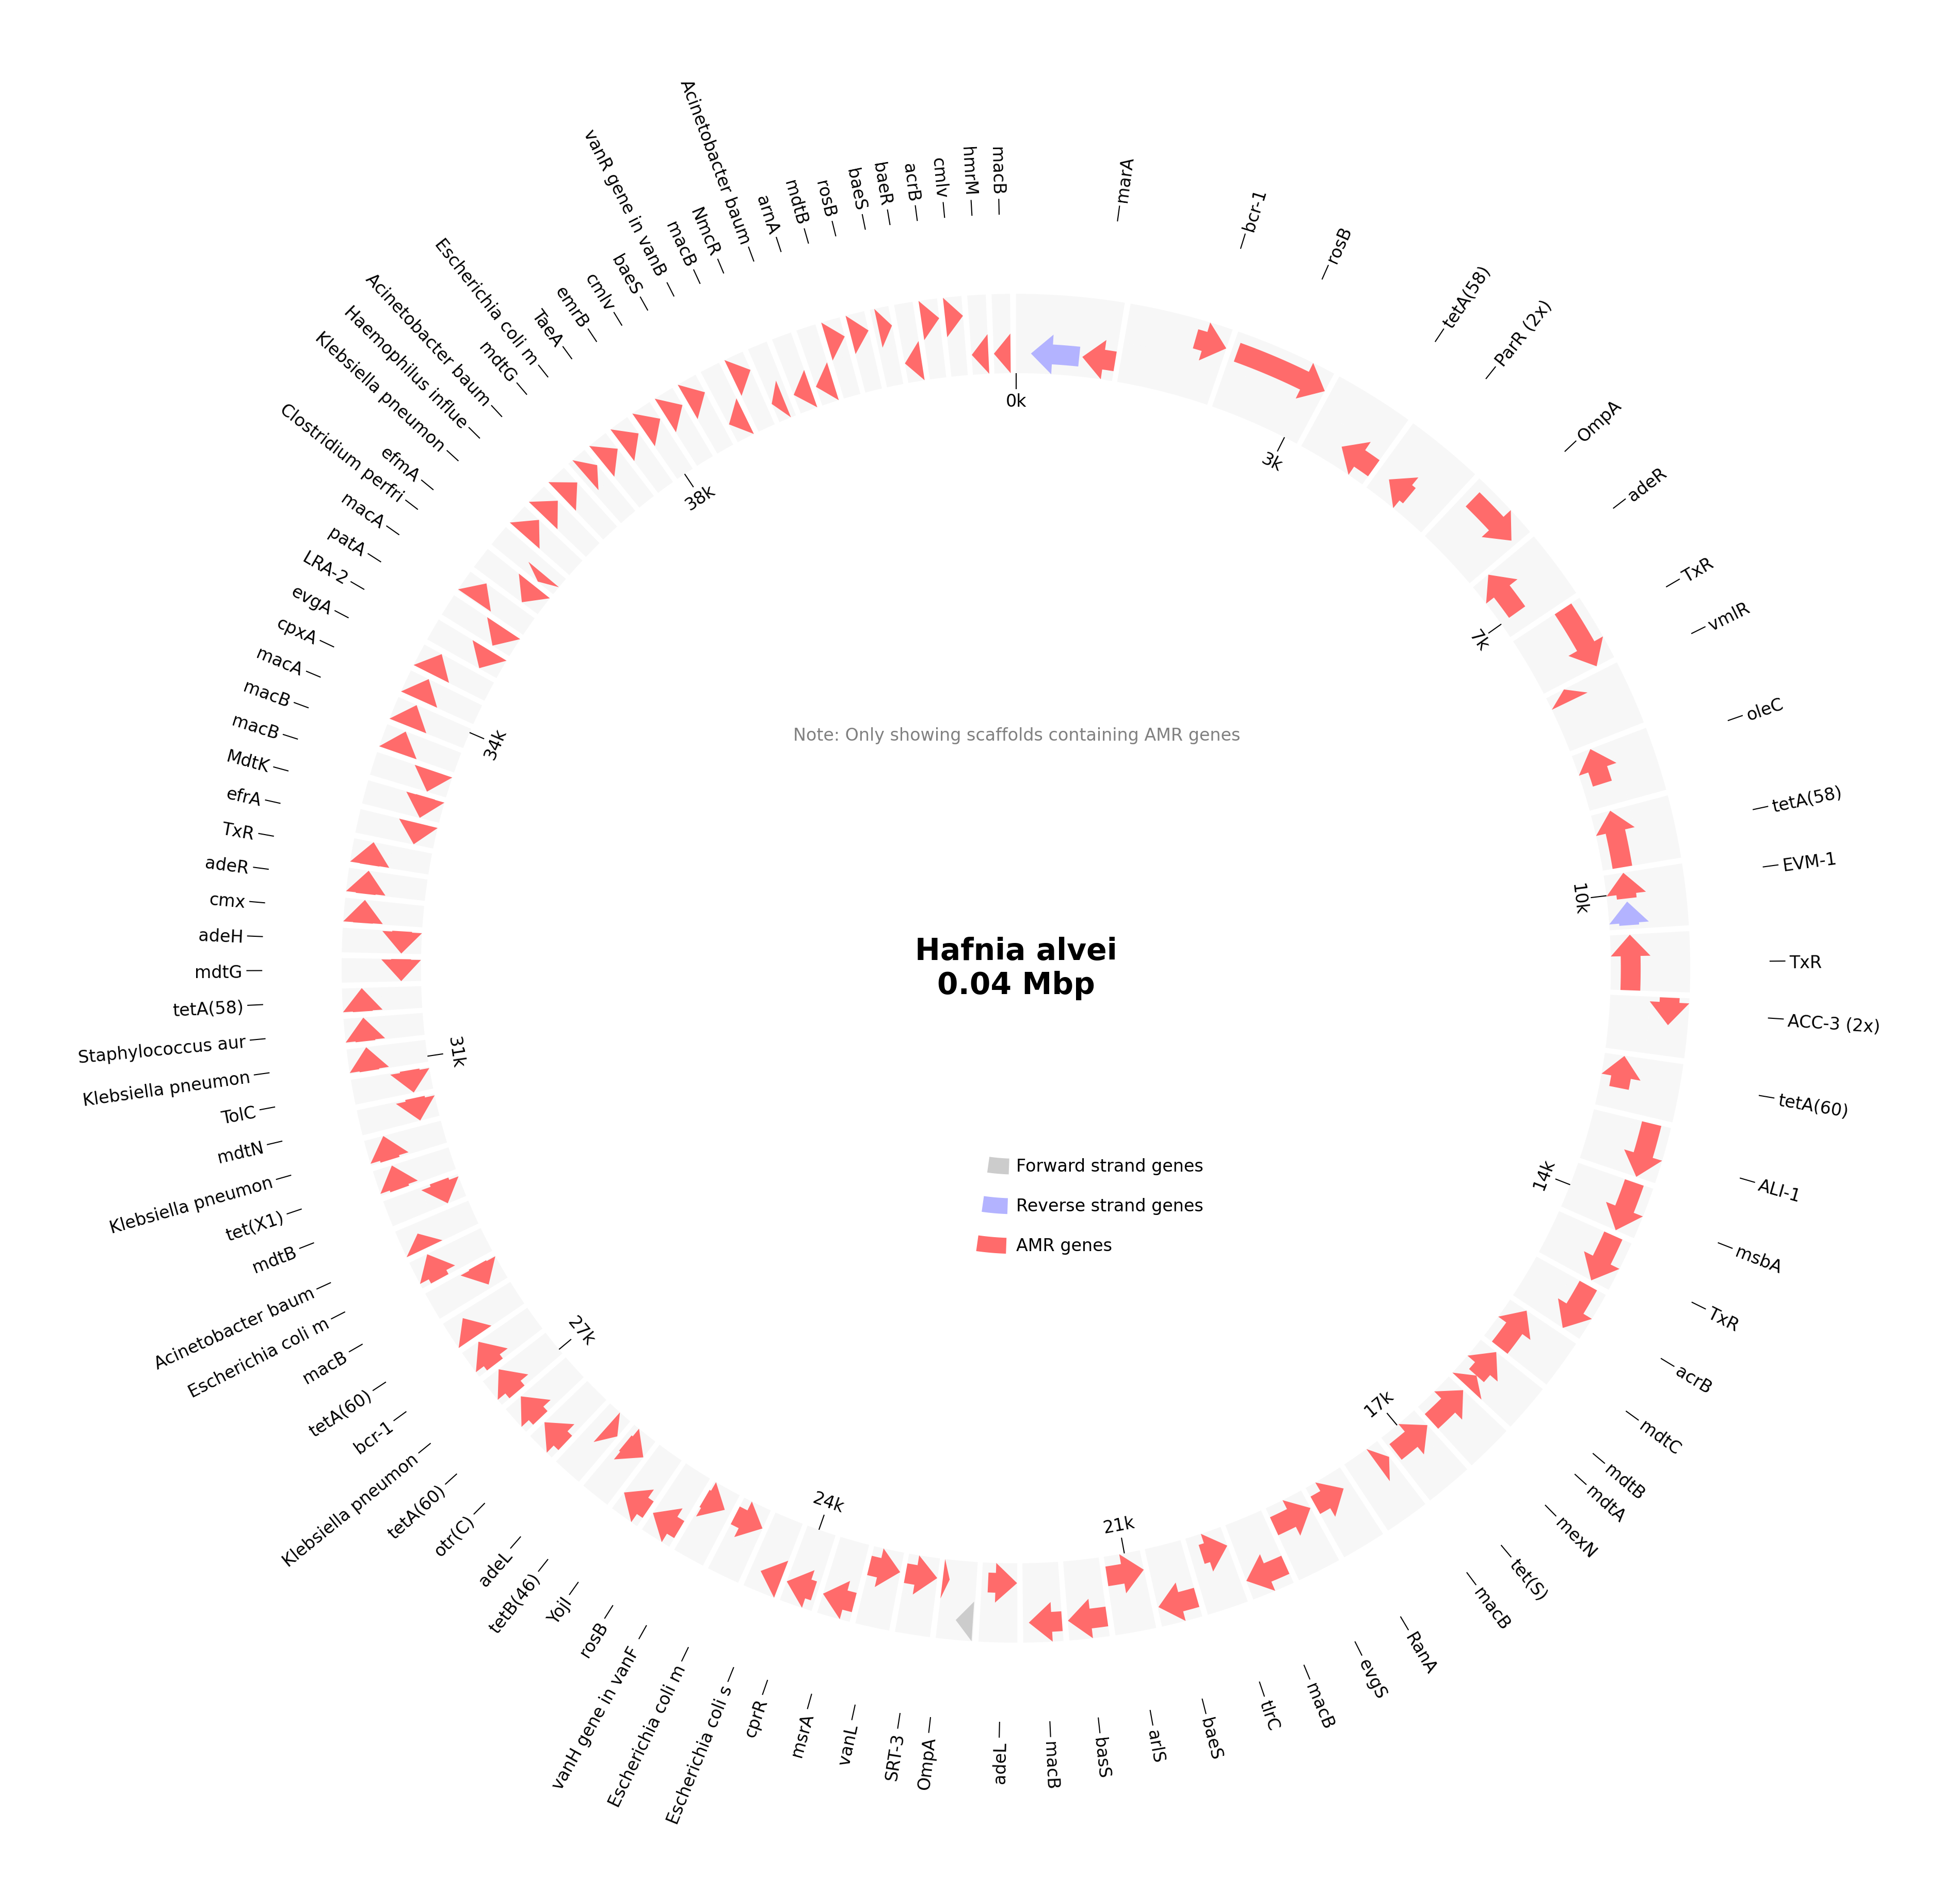 marA
bcr-1
rosB
tetA(58)
ParR (2x)
OmpA
adeR
TxR
vmlR
oleC
tetA(58)
EVM-1
TxR
ACC-3 (2x)
tetA(60)
ALI-1
msbA
TxR
acrB
mdtC
mdtB
mdtA
mexN
tet(S)
macB
RanA
evgS
macB
tlrC
baeS
arlS
basS
macB
apeL
OmpA
SRT-3
vanL
msrA
cprR
Escherichia coli s
Escherichia coli m
vanH gene in vanF
rosB
YojI
tetB(46)
adeL
otr(C)
tetA(60)
Klebsiella pneumon
bcr-1
tetA(60)
macB
Escherichia coli m
Acinetobacter baum
mdtB
tet(X1)
Klebsiella pneumon
mdtN
TolC
Klebsiella pneumon
Staphylococcus aur
tetA(58)
mdtG
adeH
cmx
adeR
TxR
efrA
MdtK
macB
macB
macA
cpxA
evgA
LRA-2
patA
macA
Clostridium perfri
efmA
Klebsiella pneumon
Haemophilus influe
Acinetobacter baum
mdtG
Escherichia coli m
TaeA
emrB
cmlv
baeS
vanR gene in vanB
macB
NmcR
Acinetobacter baum
arnA
mdtB
rosB
baeS
baeR
acrB
cmlv
hmrM
macB
0k
3k
7k
10k
14k
17k
21k
24k
27k
31k
34k
38k
Note: Only showing scaffolds containing AMR genes
Hafnia alvei
0.04 Mbp
Forward strand genes
Reverse strand genes
AMR genes